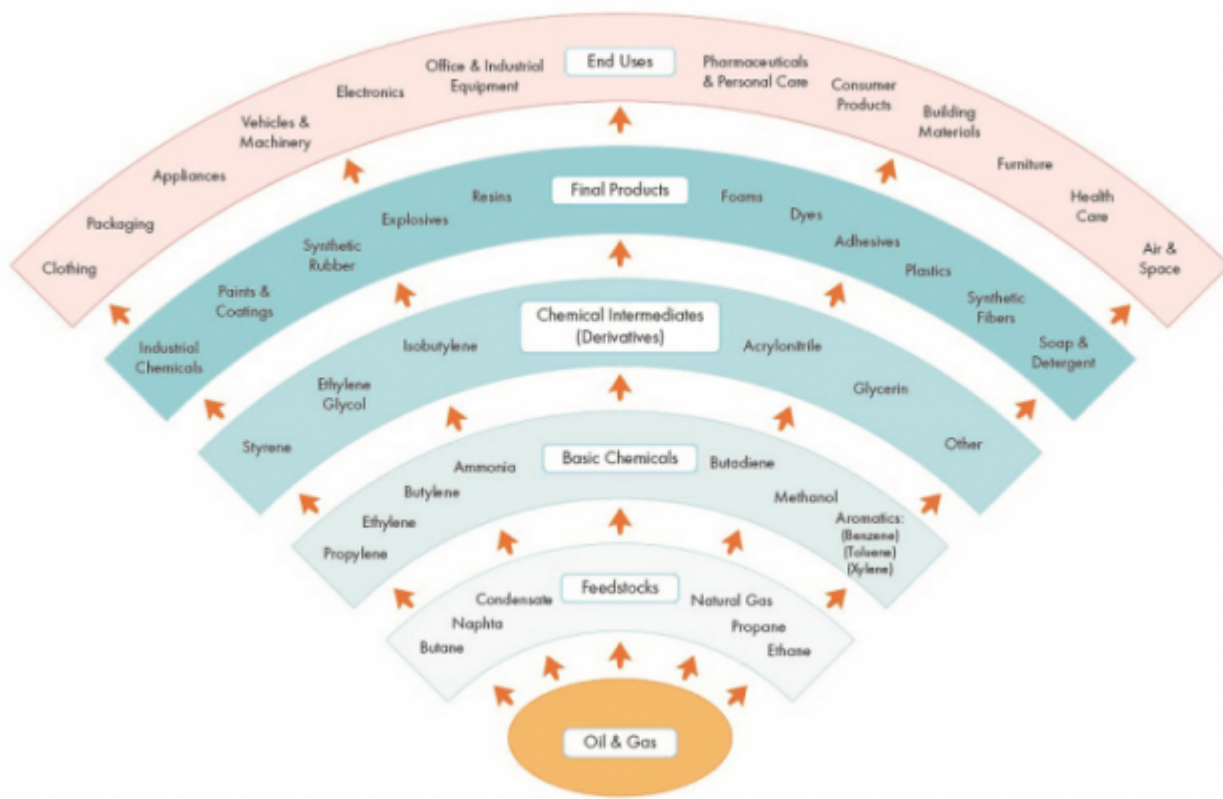 End Uses
Clothing
Packaging
Appliances
Vehicles &
Machinery
Electronics
Office & Industrial
Equipment
Pharmaceuticals
& Personal Care
Consumer
Products
Building
Materials
Furniture
Health
Care
Air &
Space
Final Products
Industrial
Chemicals
Paints &
Coatings
Synthetic
Rubber
Explosives
Resins
Foams
Dyes
Adhesives
Plastics
Synthetic
Fibers
Soap &
Detergent
Chemical Intermediates
(Derivatives)
Styrene
Ethylene
Glycol
Isobutylene
Acrylonitrile
Glycerin
Other
Basic Chemicals
Propylene
Ethylene
Butylene
Ammonia
Butadiene
Methanol
Aromatics:
(Benzene)
(Toluene)
(Xylene)
Feedstocks
Butane
Naphta
Condensate
Natural Gas
Propane
Ethane
Oil & Gas